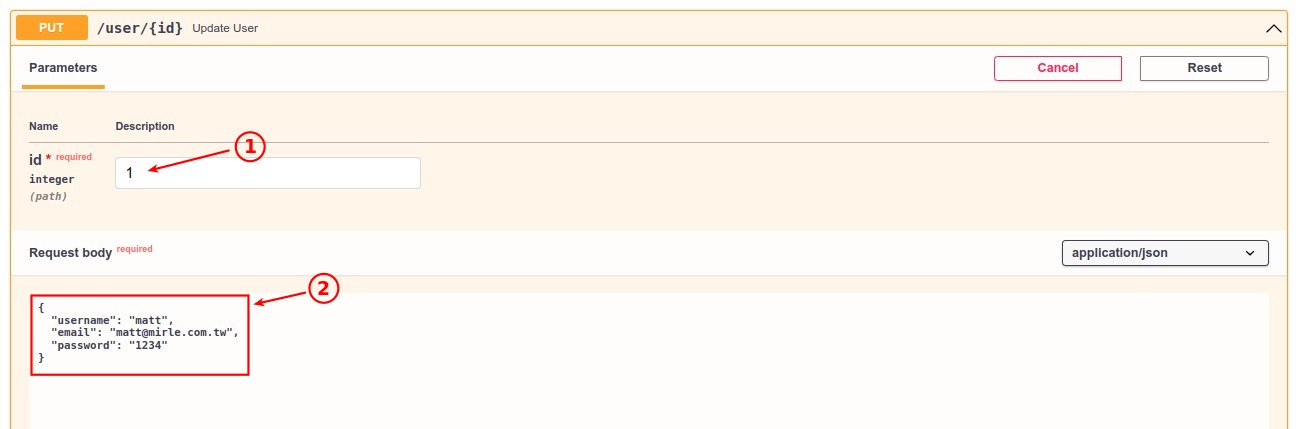 PUT /user/{id} Update User
Parameters Cancel Reset
Name Description
1
id * required 1
integer
(path)
Request body required application/json
2
{
  "username": "matt",
  "email": "matt@mirle.com.tw",
  "password": "1234"
}